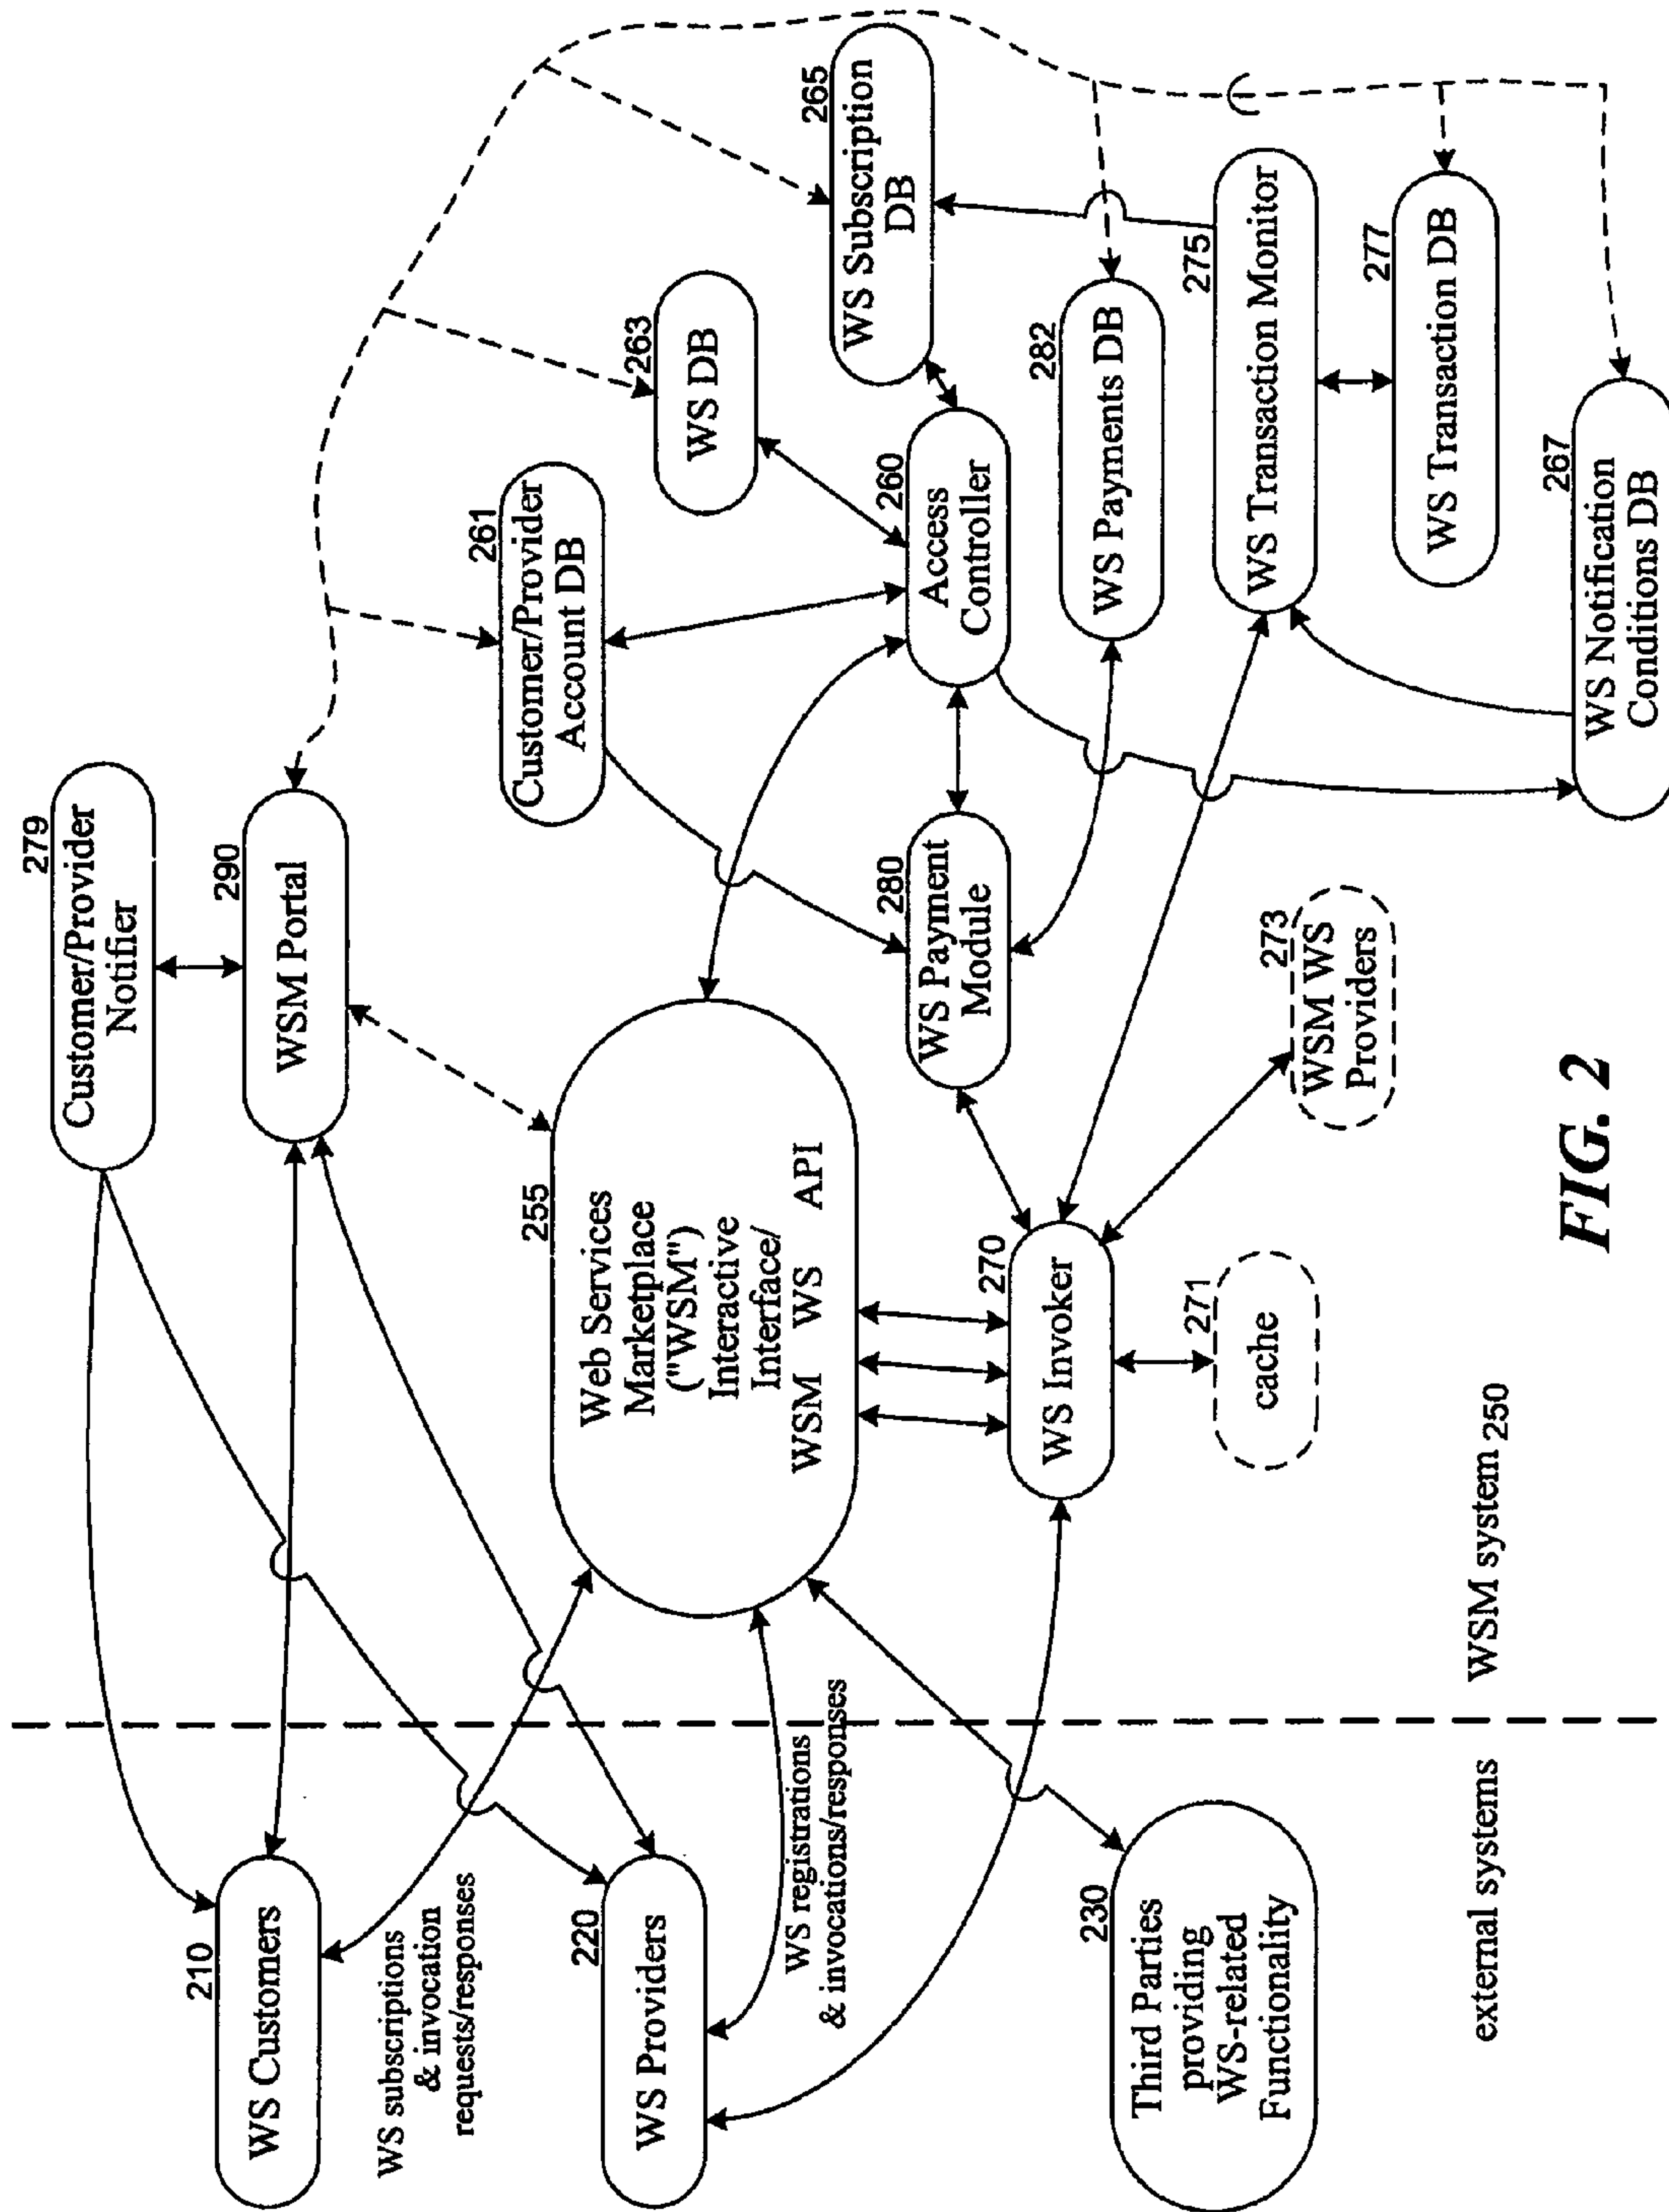 279
Customer/Provider
Notifier
290
WSM Portal
210
WS Customers
WS subscriptions
& invocation
requests/responses
220
WS Providers
WS registrations
& invocations/responses
230
Third Parties
providing
WS-related
Functionality
255
Web Services
Marketplace
("WSM")
Interactive
Interface/
WSM WS API
261
Customer/Provider
Account DB
263
WS DB
265
WS Subscription
DB
260
Access
Controller
280
WS Payment
Module
282
WS Payments DB
270
WS Invoker
271
cache
273
WSM WS
Providers
275
WS Transaction Monitor
277
WS Transaction DB
267
WS Notification
Conditions DB
external systems
WSM system 250
FIG. 2